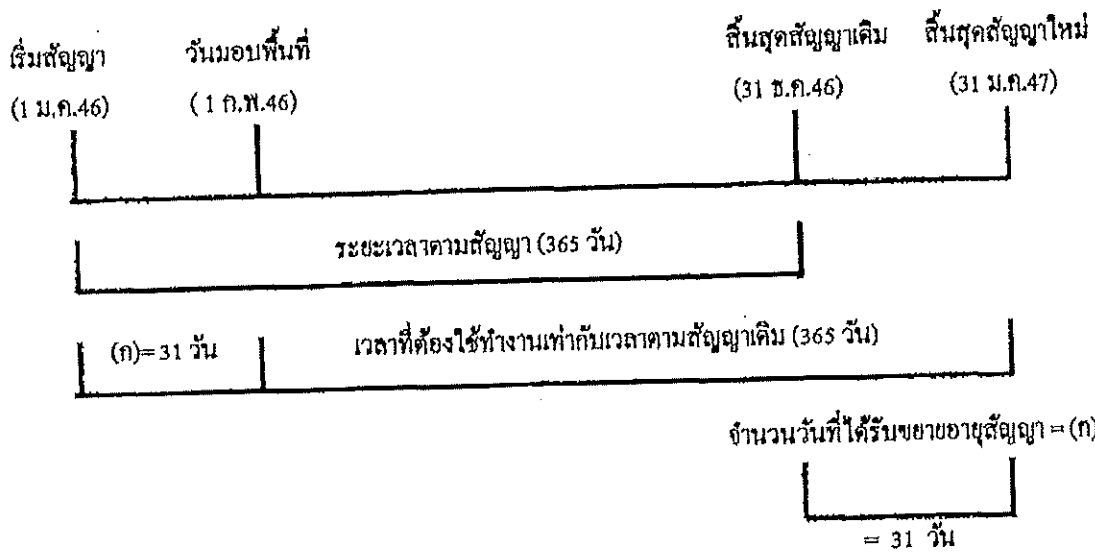 เริ่มสัญญา
(1 ม.ค.46)
วันมอบพื้นที่
( 1 ก.พ.46)
สิ้นสุดสัญญาเดิม
(31 ธ.ค.46)
สิ้นสุดสัญญาใหม่
(31 ม.ค.47)
ระยะเวลาตามสัญญา (365 วัน)
(ก)= 31 วัน
เวลาที่ต้องใช้ทำงานเท่ากับเวลาตามสัญญาเดิม (365 วัน)
จำนวนวันที่ได้รับขยายอายุสัญญา = (ก)
= 31 วัน